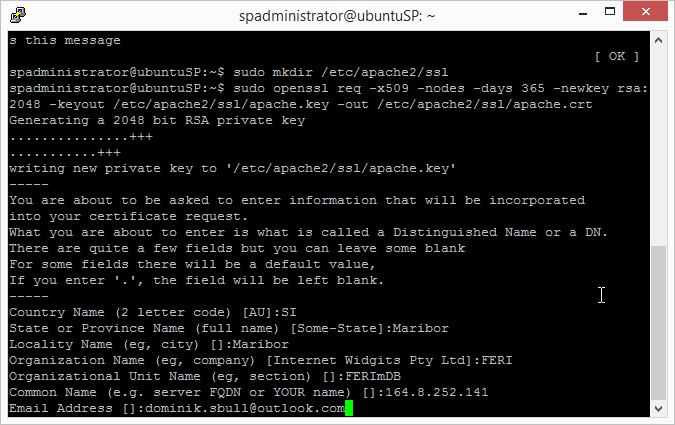 spadministrator@ubuntuSP: ~
s this message
[ OK ]
spadministrator@ubuntuSP:~$ sudo mkdir /etc/apache2/ssl
spadministrator@ubuntuSP:~$ sudo openssl req -x509 -nodes -days 365 -newkey rsa:
2048 -keyout /etc/apache2/ssl/apache.key -out /etc/apache2/ssl/apache.crt
Generating a 2048 bit RSA private key
...............+++
...........+++
writing new private key to '/etc/apache2/ssl/apache.key'
-----
You are about to be asked to enter information that will be incorporated
into your certificate request.
What you are about to enter is what is called a Distinguished Name or a DN.
There are quite a few fields but you can leave some blank
For some fields there will be a default value,
If you enter '.', the field will be left blank.
-----
Country Name (2 letter code) [AU]:SI
State or Province Name (full name) [Some-State]:Maribor
Locality Name (eg, city) []:Maribor
Organization Name (eg, company) [Internet Widgits Pty Ltd]:FERI
Organizational Unit Name (eg, section) []:FERImDB
Common Name (e.g. server FQDN or YOUR name) []:164.8.252.141
Email Address []:dominik.sbull@outlook.com